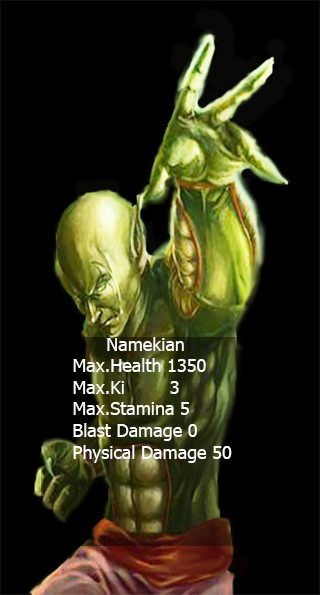 Namekian
Max.Health 1350
Max.Ki 3
Max.Stamina 5
Blast Damage 0
Physical Damage 50